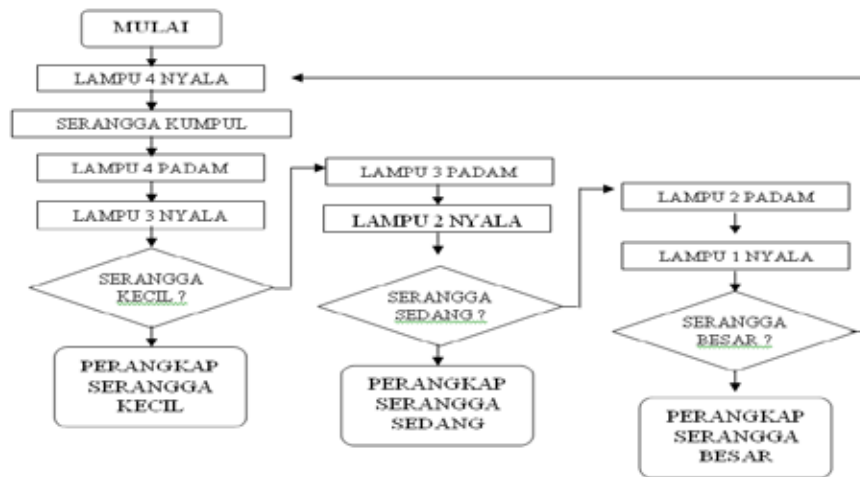 MULAI
LAMPU 4 NYALA
SERANGGA KUMPUL
LAMPU 4 PADAM
LAMPU 3 NYALA
SERANGGA
KECIL ?
PERANGKAP
SERANGGA
KECIL
LAMPU 3 PADAM
LAMPU 2 NYALA
SERANGGA
SEDANG ?
PERANGKAP
SERANGGA
SEDANG
LAMPU 2 PADAM
LAMPU 1 NYALA
SERANGGA
BESAR ?
PERANGKAP
SERANGGA
BESAR